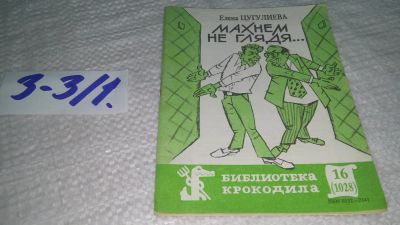 3-3/1.
Елена ЦУГУЛИЕВА
МАХНЕМ
НЕ ГЛЯДЯ...
БИБЛИОТЕКА
КРОКОДИЛА
16
(1028)